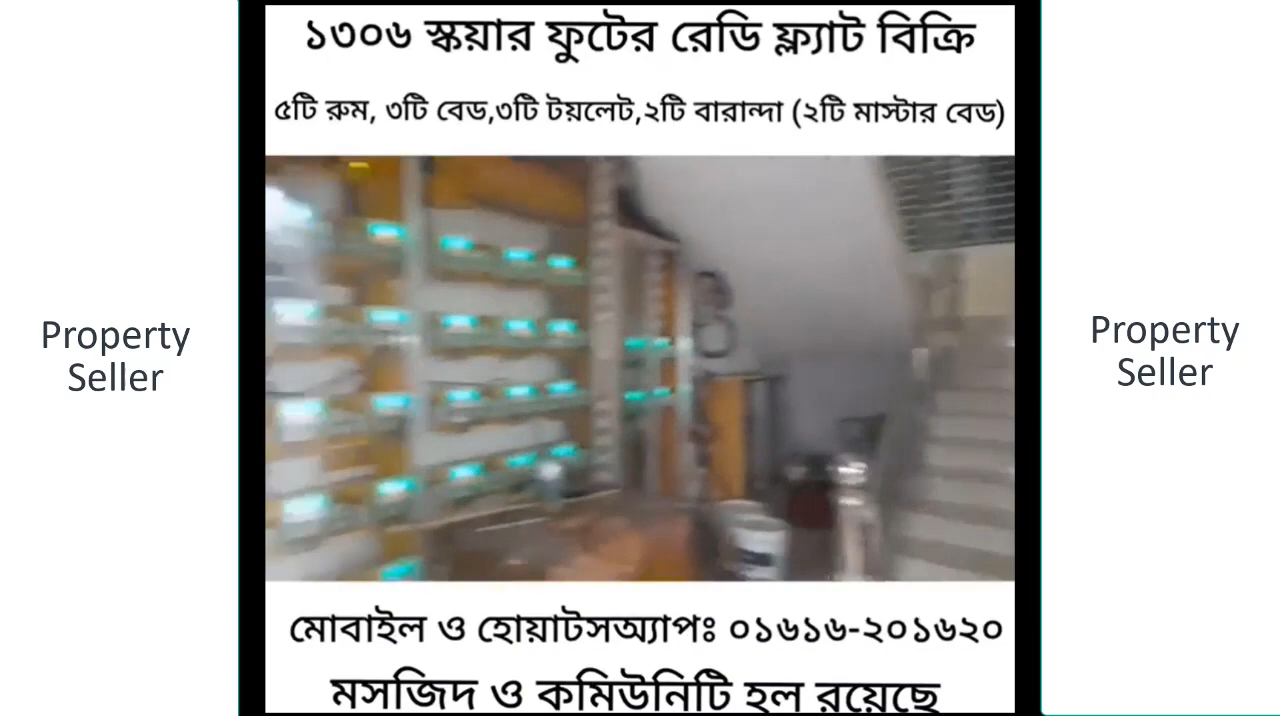 ১৩০৬ স্কয়ার ফুটের রেডি ফ্ল্যাট বিক্রি
৫টি রুম, ৩টি বেড,৩টি টয়লেট,২টি বারান্দা (২টি মাস্টার বেড)
Property
Seller
Property
Seller
মোবাইল ও হোয়াটসঅ্যাপঃ ০১৬১৬-২০১৬২০
মসজিদ ও কমিউনিটি হল রয়েছে